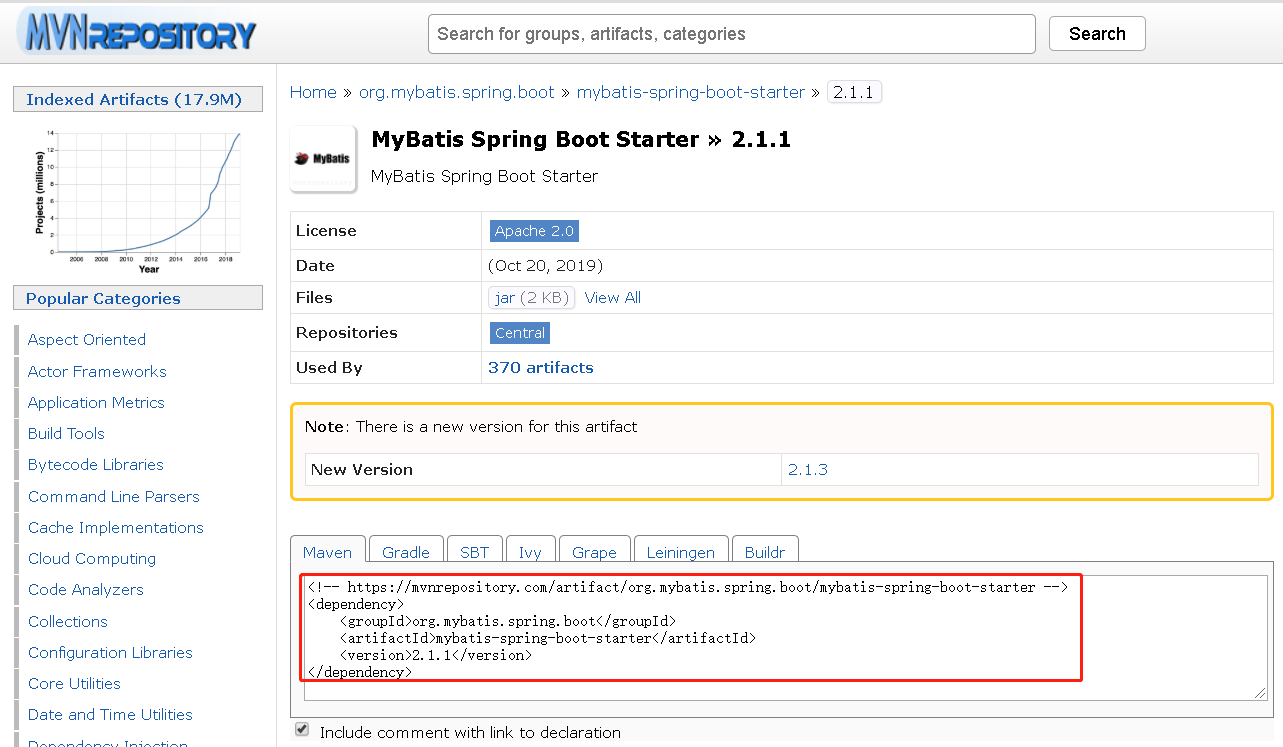 MVNREPOSITORY
Search for groups, artifacts, categories
Search
Indexed Artifacts (17.9M)
Projects (millions)
14
12
10
8
6
4
2
0
2006 2008 2010 2012 2014 2016 2018
Year
Popular Categories
Aspect Oriented
Actor Frameworks
Application Metrics
Build Tools
Bytecode Libraries
Command Line Parsers
Cache Implementations
Cloud Computing
Code Analyzers
Collections
Configuration Libraries
Core Utilities
Date and Time Utilities
Dependency Injection
Home » org.mybatis.spring.boot » mybatis-spring-boot-starter » 2.1.1
MyBatis
MyBatis Spring Boot Starter » 2.1.1
MyBatis Spring Boot Starter
License Apache 2.0
Date (Oct 20, 2019)
Files jar (2 KB) View All
Repositories Central
Used By 370 artifacts
Note: There is a new version for this artifact
New Version 2.1.3
Maven Gradle SBT Ivy Grape Leiningen Buildr
<!-- https://mvnrepository.com/artifact/org.mybatis.spring.boot/mybatis-spring-boot-starter -->
<dependency>
    <groupId>org.mybatis.spring.boot</groupId>
    <artifactId>mybatis-spring-boot-starter</artifactId>
    <version>2.1.1</version>
</dependency>
Include comment with link to declaration